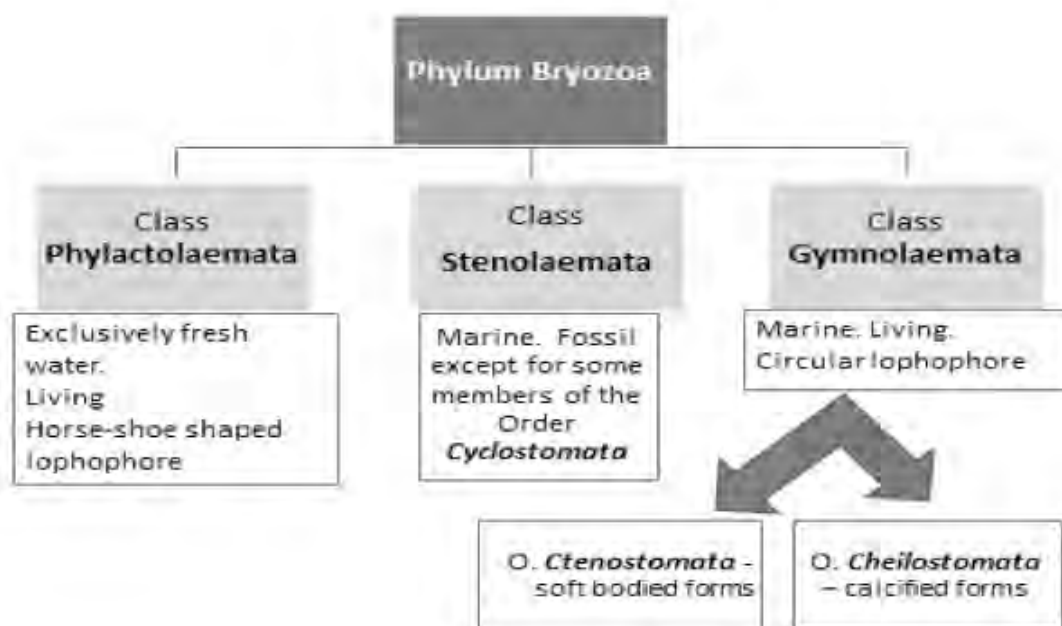 Phylum Bryozoa
Class
Phylactolaemata
Exclusively fresh
water.
Living
Horse-shoe shaped
lophophore
Class
Stenolaemata
Marine. Fossil
except for some
members of the
Order
Cyclostomata
Class
Gymnolaemata
Marine. Living.
Circular lophophore
O. Ctenostomata -
soft bodied forms
O. Cheilostomata
– calcified forms